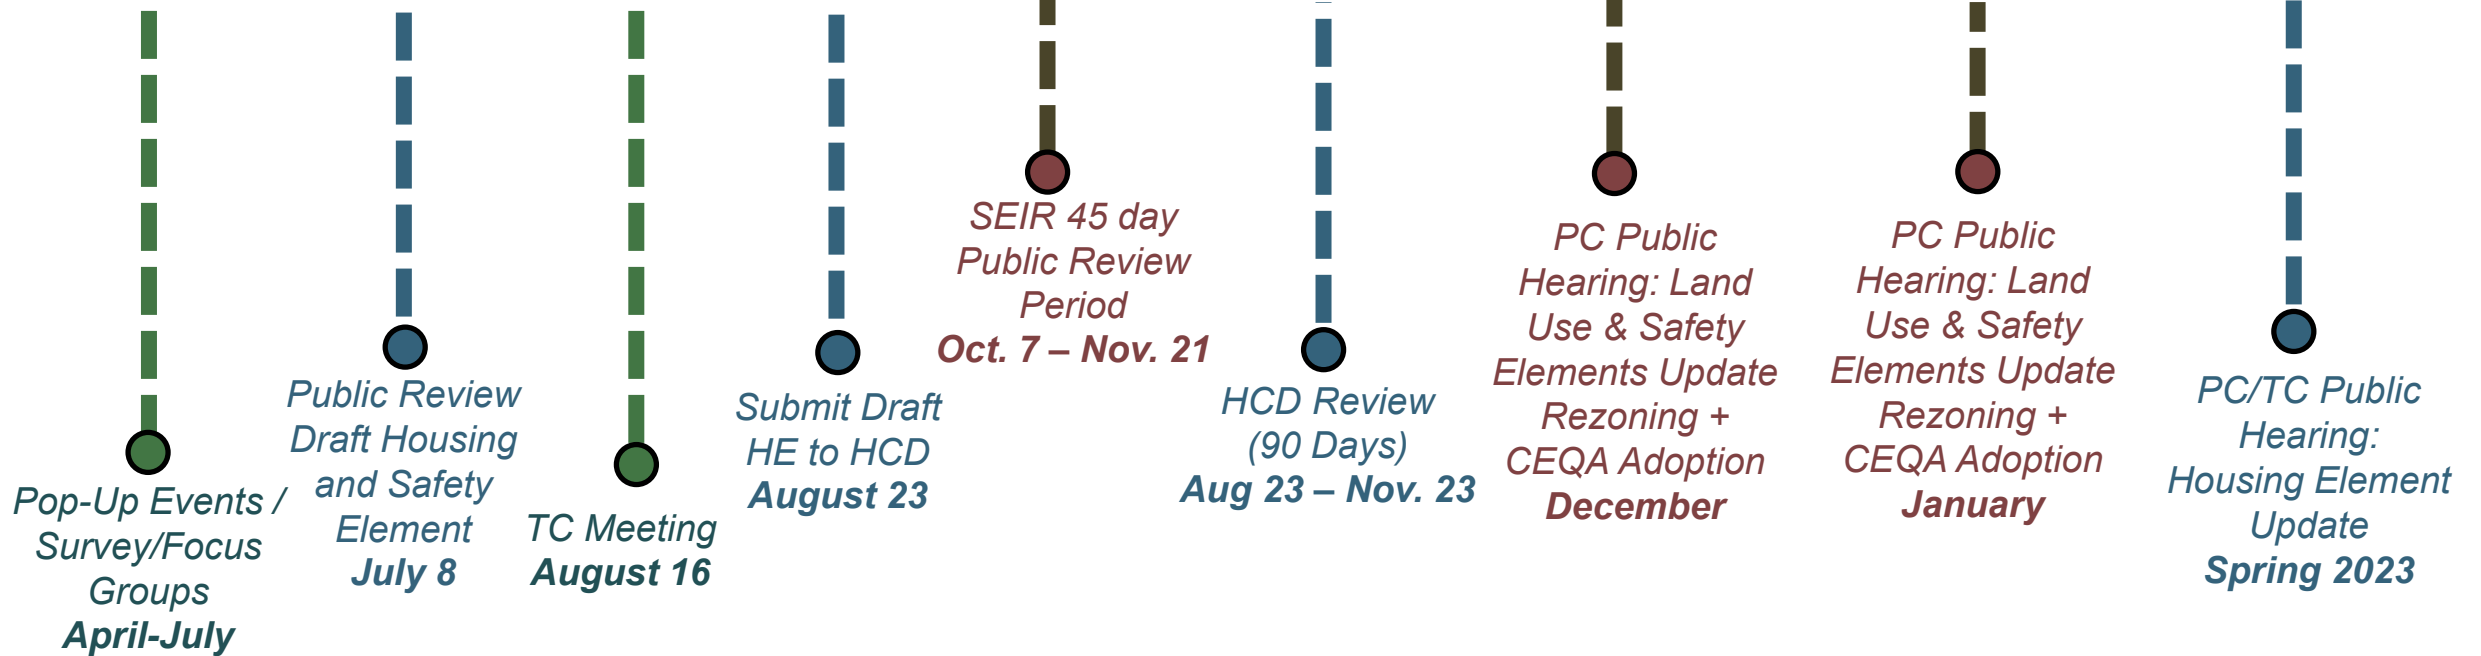 Pop-Up Events /
Survey/Focus
Groups
April-July
Public Review
Draft Housing
and Safety
Element
July 8
TC Meeting
August 16
Submit Draft
HE to HCD
August 23
SEIR 45 day
Public Review
Period
Oct. 7 – Nov. 21
HCD Review
(90 Days)
Aug 23 – Nov. 23
PC Public
Hearing: Land
Use & Safety
Elements Update
Rezoning +
CEQA Adoption
December
PC Public
Hearing: Land
Use & Safety
Elements Update
Rezoning +
CEQA Adoption
January
PC/TC Public
Hearing:
Housing Element
Update
Spring 2023